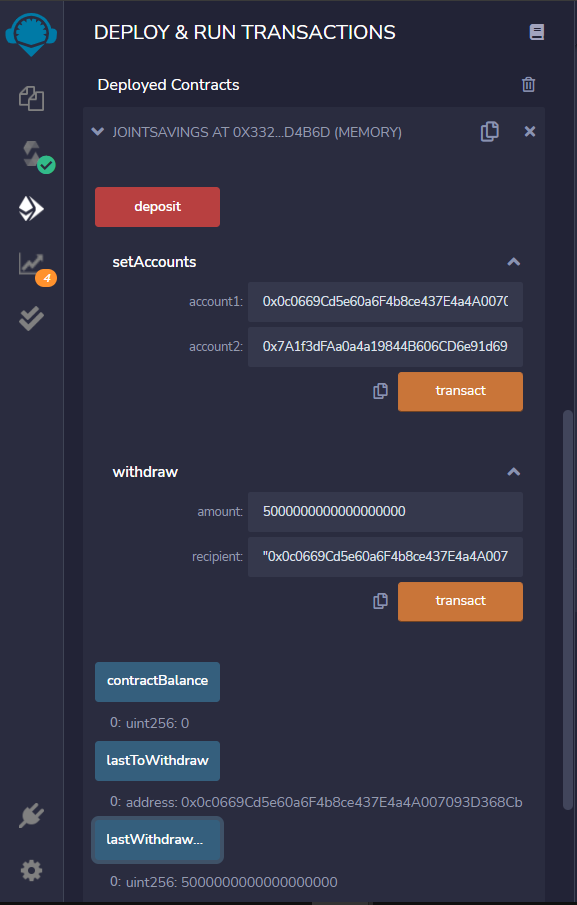 DEPLOY & RUN TRANSACTIONS
Deployed Contracts
JOINTSAVINGS AT 0X332...D4B6D (MEMORY)
deposit
setAccounts
account1: 0x0c0669Cd5e60a6F4b8ce437E4a4A0070
account2: 0x7A1f3dFAa0a4a19844B606CD6e91d69
4
transact
withdraw
amount: 5000000000000000000
recipient: "0x0c0669Cd5e60a6F4b8ce437E4a4A007
transact
contractBalance
0: uint256: 0
lastToWithdraw
0: address: 0x0c0669Cd5e60a6F4b8ce437E4a4A007093D368Cb
lastWithdraw...
0: uint256: 5000000000000000000